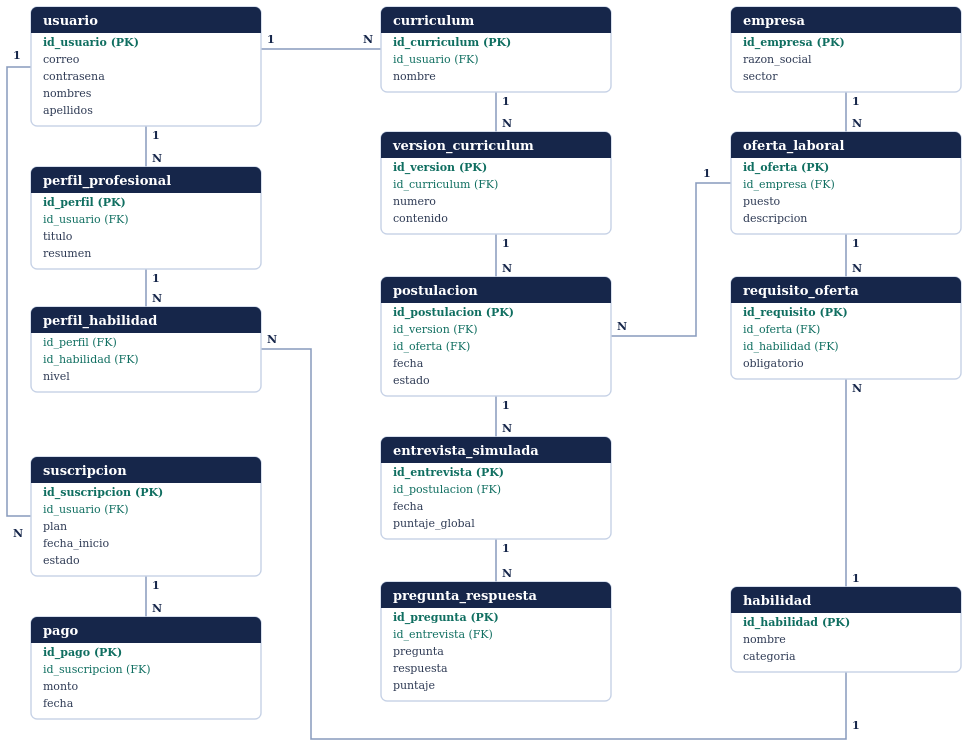 usuario
id_usuario (PK)
correo
contrasena
nombres
apellidos
1
N
1
N
1
N
perfil_profesional
id_perfil (PK)
id_usuario (FK)
titulo
resumen
1
N
perfil_habilidad
id_perfil (FK)
id_habilidad (FK)
nivel
N
suscripcion
id_suscripcion (PK)
id_usuario (FK)
plan
fecha_inicio
estado
1
N
pago
id_pago (PK)
id_suscripcion (FK)
monto
fecha
curriculum
id_curriculum (PK)
id_usuario (FK)
nombre
1
N
version_curriculum
id_version (PK)
id_curriculum (FK)
numero
contenido
1
N
postulacion
id_postulacion (PK)
id_version (FK)
id_oferta (FK)
fecha
estado
N
1
1
N
entrevista_simulada
id_entrevista (PK)
id_postulacion (FK)
fecha
puntaje_global
1
N
pregunta_respuesta
id_pregunta (PK)
id_entrevista (FK)
pregunta
respuesta
puntaje
empresa
id_empresa (PK)
razon_social
sector
1
N
oferta_laboral
id_oferta (PK)
id_empresa (FK)
puesto
descripcion
1
N
requisito_oferta
id_requisito (PK)
id_oferta (FK)
id_habilidad (FK)
obligatorio
N
1
habilidad
id_habilidad (PK)
nombre
categoria
1